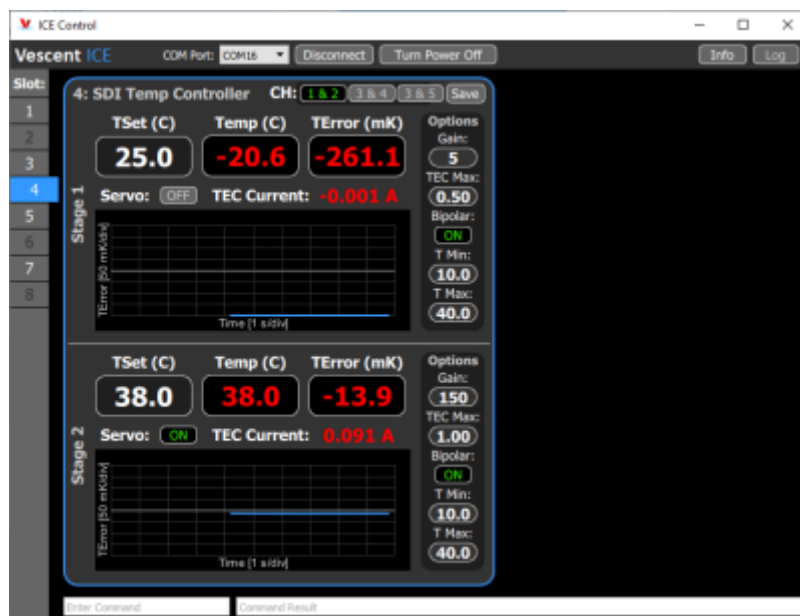 ICE Control
Vescent ICE COM Port: COM16 Disconnect Turn Power Off Info Log
Slot:
1
2
3
4
5
6
7
8
4: SDI Temp Controller CH: 1 & 2 3 & 4 3 & 5 Save
TSet (C) Temp (C) TError (mK)
25.0 -20.6 -261.1
Servo: OFF TEC Current: -0.001 A
Stage 1
TError [50 mK/div]
Time [1 s/div]
Options
Gain:
5
TEC Max:
0.50
Bipolar:
ON
T Min:
10.0
T Max:
40.0
TSet (C) Temp (C) TError (mK)
38.0 38.0 -13.9
Servo: ON TEC Current: 0.091 A
Stage 2
TError [50 mK/div]
Time [1 s/div]
Options
Gain:
150
TEC Max:
1.00
Bipolar:
ON
T Min:
10.0
T Max:
40.0
Enter Command Command Result